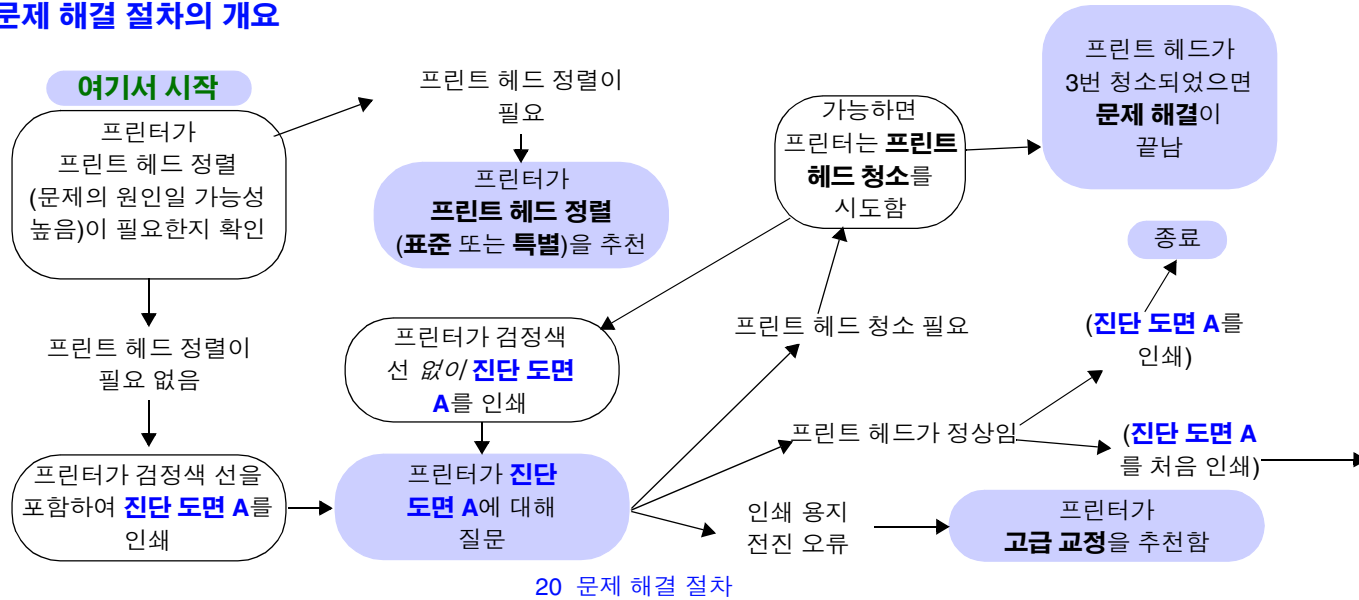 문제 해결 절차의 개요
여기서 시작
프린터가
프린트 헤드 정렬
(문제의 원인일 가능성
높음)이 필요한지 확인
프린트 헤드 정렬이
필요
프린터가
프린트 헤드 정렬
(표준 또는 특별)을 추천
프린트 헤드 정렬이
필요 없음
프린터가 검정색 선을
포함하여 진단 도면 A를
인쇄
프린터가 검정색
선 없이 진단 도면
A를 인쇄
프린터가 진단
도면 A에 대해
질문
가능하면
프린터는 프린트
헤드 청소를
시도함
프린트 헤드가
3번 청소되었으면
문제 해결이
끝남
프린트 헤드 청소 필요
프린트 헤드가 정상임
인쇄 용지
전진 오류
종료
(진단 도면 A를
인쇄)
(진단 도면 A
를 처음 인쇄)
프린터가
고급 교정을 추천함
20 문제 해결 절차